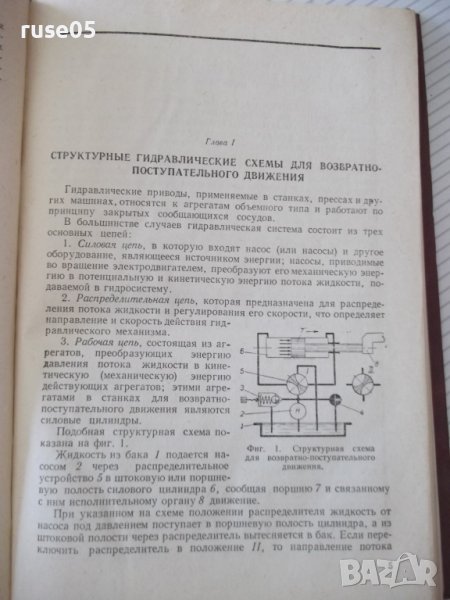 ruse05
Глава I
СТРУКТУРНЫЕ ГИДРАВЛИЧЕСКИЕ СХЕМЫ ДЛЯ ВОЗВРАТНО-
ПОСТУПАТЕЛЬНОГО ДВИЖЕНИЯ
Гидравлические приводы, применяемые в станках, прессах и дру-
гих машинах, относятся к агрегатам объемного типа и работают по
принципу закрытых сообщающихся сосудов.
В большинстве случаев гидравлическая система состоит из трех
основных цепей:
1. Силовая цепь, в которую входят насос (или насосы) и другое
оборудование, являющееся источником энергии; насосы, приводимые
во вращение электродвигателем, преобразуют его механическую энер-
гию в потенциальную и кинетическую энергию потока жидкости, по-
даваемой в гидросистему.
2. Распределительная цепь, которая предназначена для распреде-
ления потока жидкости и регулирования его скорости, что определяет
направление и скорость действия гид-
равлического механизма.
3. Рабочая цепь, состоящая из аг-
регатов, преобразующих энергию
давления потока жидкости в кине-
тическую (механическую) энергию
действующих агрегатов; этими агре-
гатами в станках для возвратно-
поступательного движения являются
силовые цилиндры.
Подобная структурная схема по-
казана на фиг. 1.
Жидкость из бака 1 подается на-
сосом 2 через распределительное
устройство 5 в штоковую или поршне-
вую полость силового цилиндра 6, сообщая поршню 7 и связанному
с ним исполнительному органу 8 движение.
При указанном на схеме положении распределителя жидкость от
насоса под давлением поступает в поршневую полость цилиндра, а из
штоковой полости через распределитель вытесняется в бак. Если пере-
ключить распределитель в положение II, то направление потока
6
5
3
2
1
4
Фиг. 1. Структурная схема
для возвратно-поступательного
движения.
BAZAR.BG